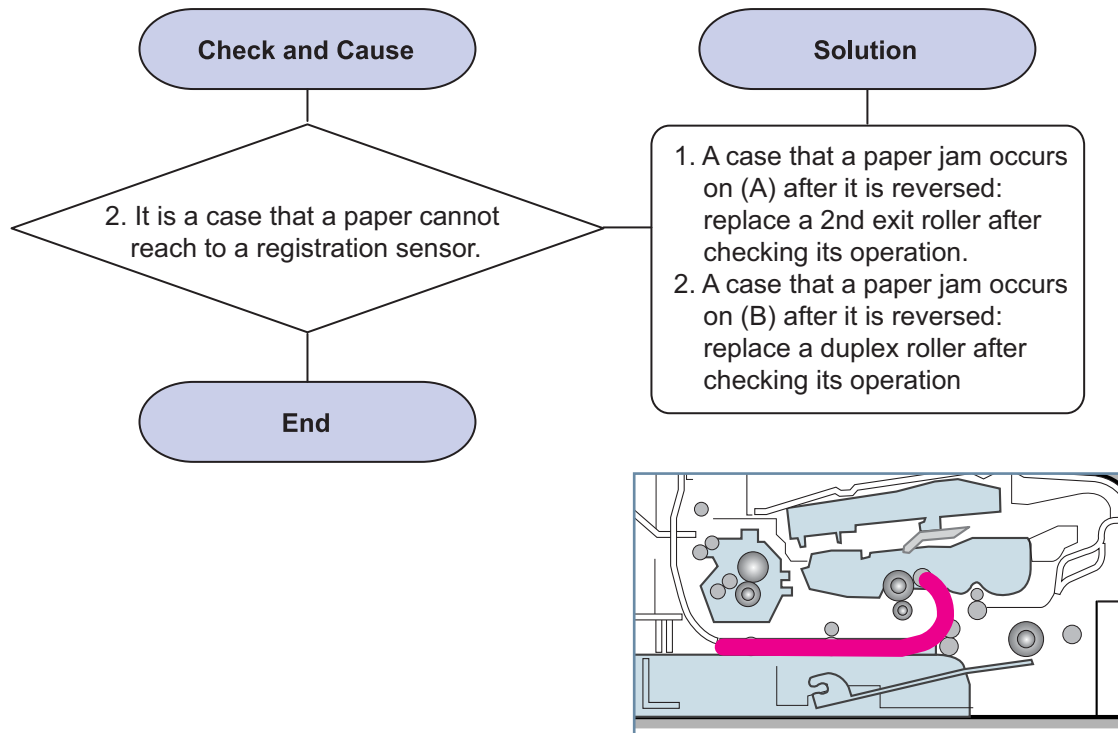 Check and Cause
Solution
2. It is a case that a paper cannot
reach to a registration sensor.
1. A case that a paper jam occurs
on (A) after it is reversed:
replace a 2nd exit roller after
checking its operation.
2. A case that a paper jam occurs
on (B) after it is reversed:
replace a duplex roller after
checking its operation
End